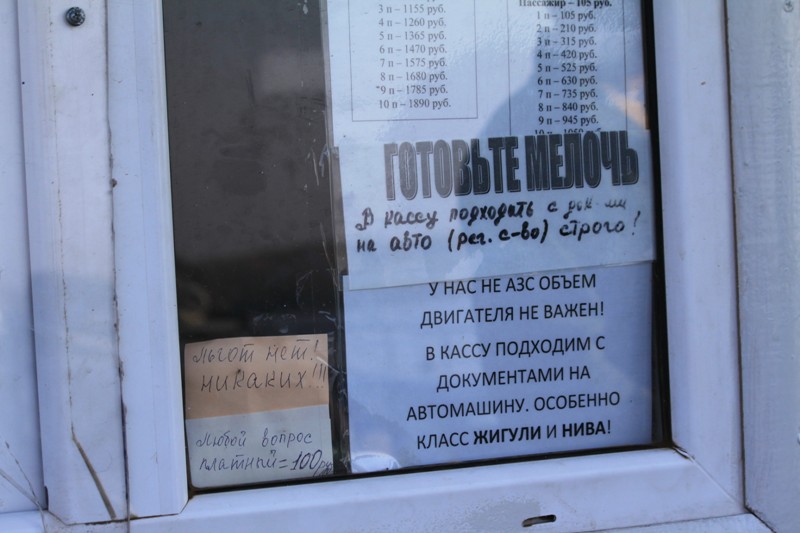 3 п – 1155 руб.
4 п – 1260 руб.
5 п – 1365 руб.
6 п – 1470 руб.
7 п – 1575 руб.
8 п – 1680 руб.
9 п – 1785 руб.
10 п – 1890 руб.
Пассажир – 105 руб.
1 п – 105 руб.
2 п – 210 руб.
3 п – 315 руб.
4 п – 420 руб.
5 п – 525 руб.
6 п – 630 руб.
7 п – 735 руб.
8 п – 840 руб.
9 п – 945 руб.
10 п – 1050
ГОТОВЬТЕ МЕЛОЧЬ
В кассу подходить с док-ми
на авто (рег. с-во) строго!
У НАС НЕ АЗС ОБЪЕМ
ДВИГАТЕЛЯ НЕ ВАЖЕН!
В КАССУ ПОДХОДИМ С
ДОКУМЕНТАМИ НА
АВТОМАШИНУ. ОСОБЕННО
КЛАСС ЖИГУЛИ И НИВА!
Льгот нет!
никаких!!!
Любой вопрос
платный = 100 ру